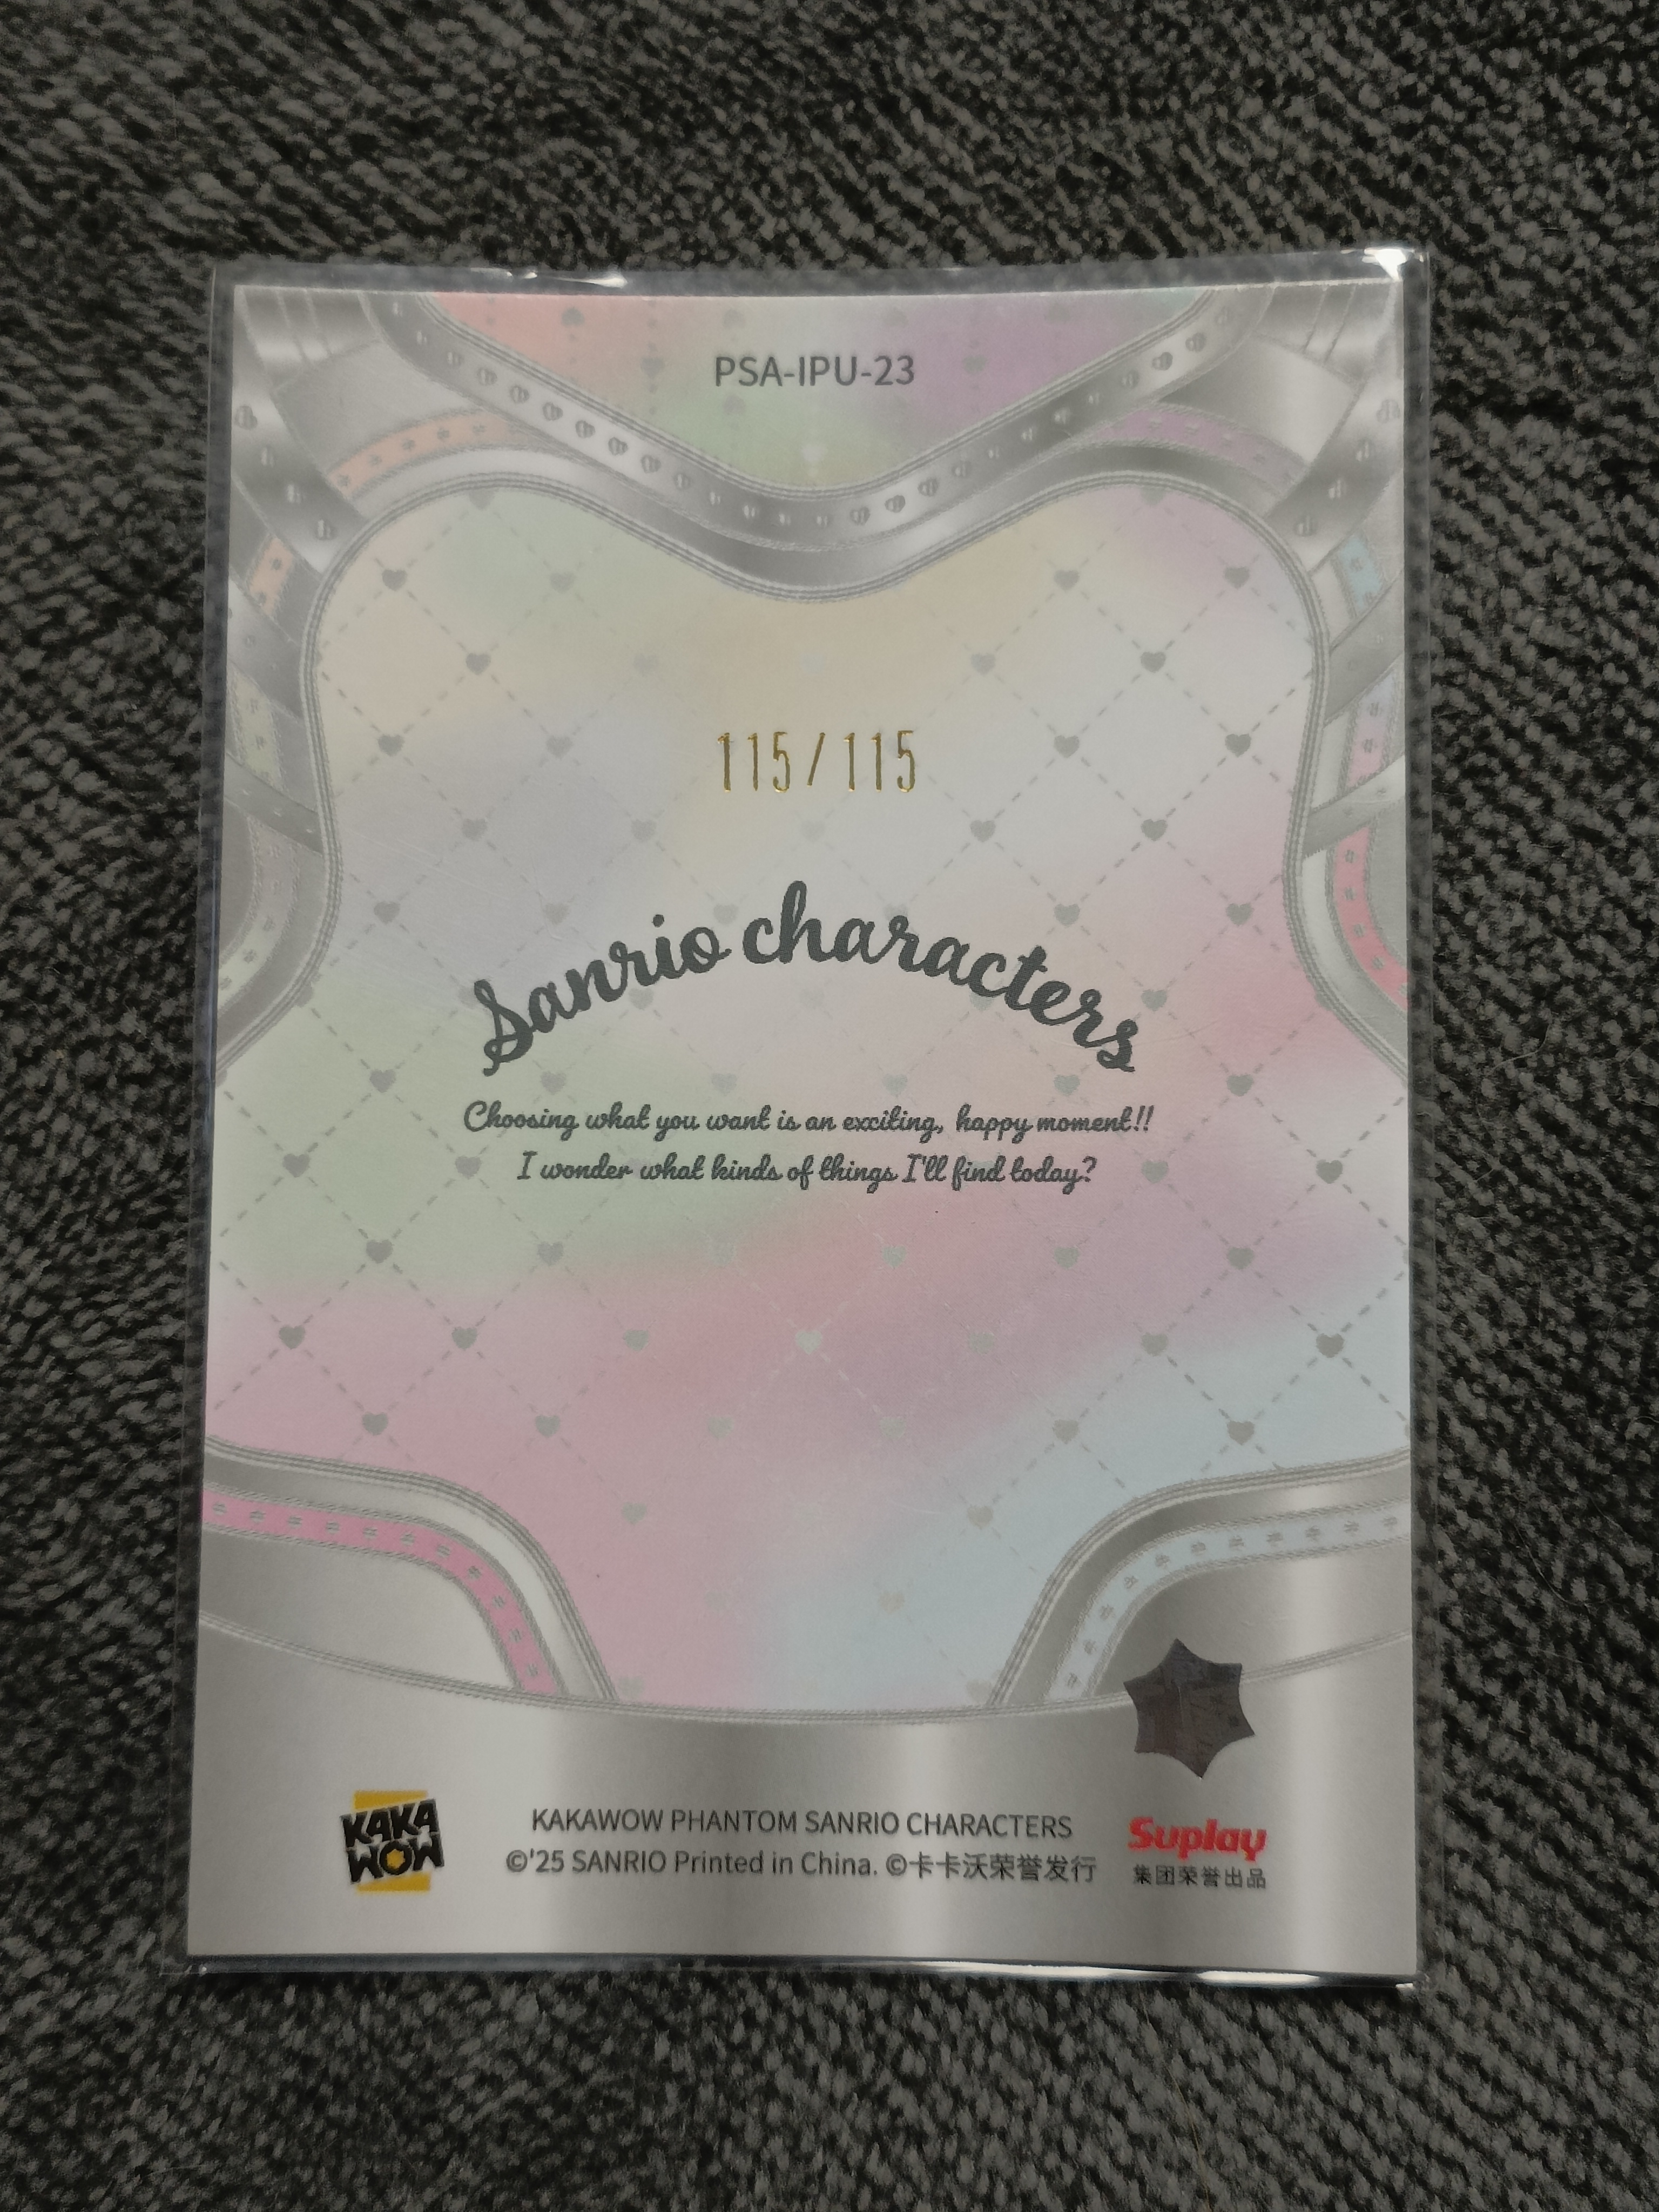 PSA-IPU-23
115/115
Sanrio characters
Choosing what you want is an exciting, happy moment!!
I wonder what kinds of things I'll find today?
KAKA
WOW
KAKAWOW PHANTOM SANRIO CHARACTERS
©'25 SANRIO Printed in China. ©卡卡沃荣誉发行
Suplay
集团荣誉出品